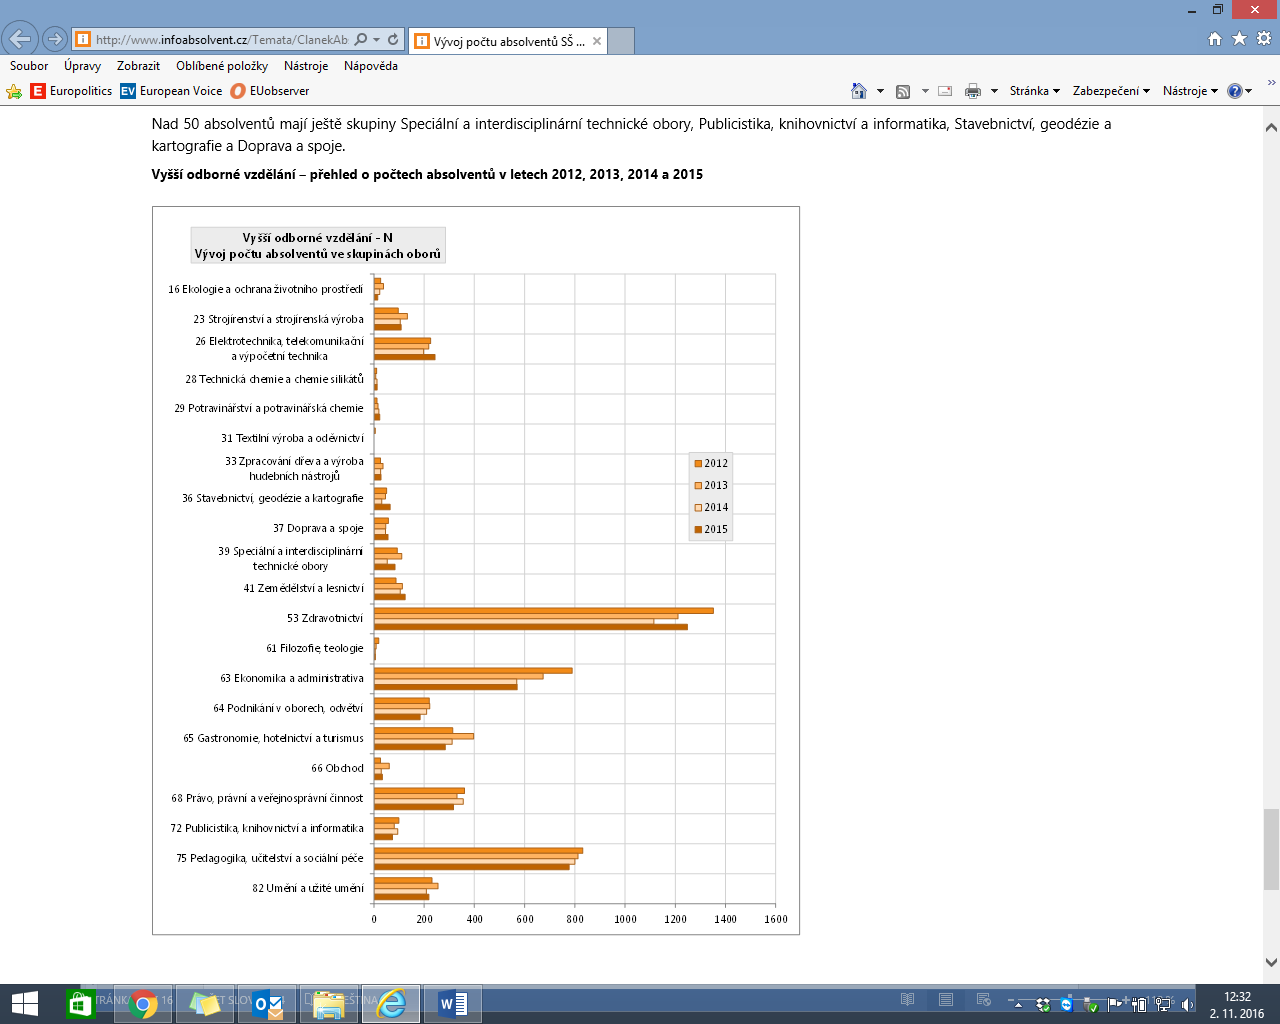 http://www.infoabsolvent.cz/Temata/ClanekAb
Vývoj počtu absolventů SŠ ...
Soubor Úpravy Zobrazit Oblíbené položky Nástroje Nápověda
Europolitics European Voice EUobserver
Stránka Zabezpečení Nástroje
Nad 50 absolventů mají ještě skupiny Speciální a interdisciplinární technické obory, Publicistika, knihovnictví a informatika, Stavebnictví, geodézie a
kartografie a Doprava a spoje.
Vyšší odborné vzdělání – přehled o počtech absolventů v letech 2012, 2013, 2014 a 2015
Vyšší odborné vzdělání - N
Vývoj počtu absolventů ve skupinách oborů
16 Ekologie a ochrana životního prostředí
23 Strojírenství a strojírenská výroba
26 Elektrotechnika, telekomunikační
a výpočetní technika
28 Technická chemie a chemie silikátů
29 Potravinářství a potravinářská chemie
31 Textilní výroba a oděvnictví
33 Zpracování dřeva a výroba
hudebních nástrojů
36 Stavebnictví, geodézie a kartografie
37 Doprava a spoje
39 Speciální a interdisciplinární
technické obory
41 Zemědělství a lesnictví
53 Zdravotnictví
61 Filozofie, teologie
63 Ekonomika a administrativa
64 Podnikání v oborech, odvětví
65 Gastronomie, hotelnictví a turismus
66 Obchod
68 Právo, právní a veřejnosprávní činnost
72 Publicistika, knihovnictví a informatika
75 Pedagogika, učitelství a sociální péče
82 Umění a užité umění
2012
2013
2014
2015
0 200 400 600 800 1000 1200 1400 1600
12:32
2. 11. 2016